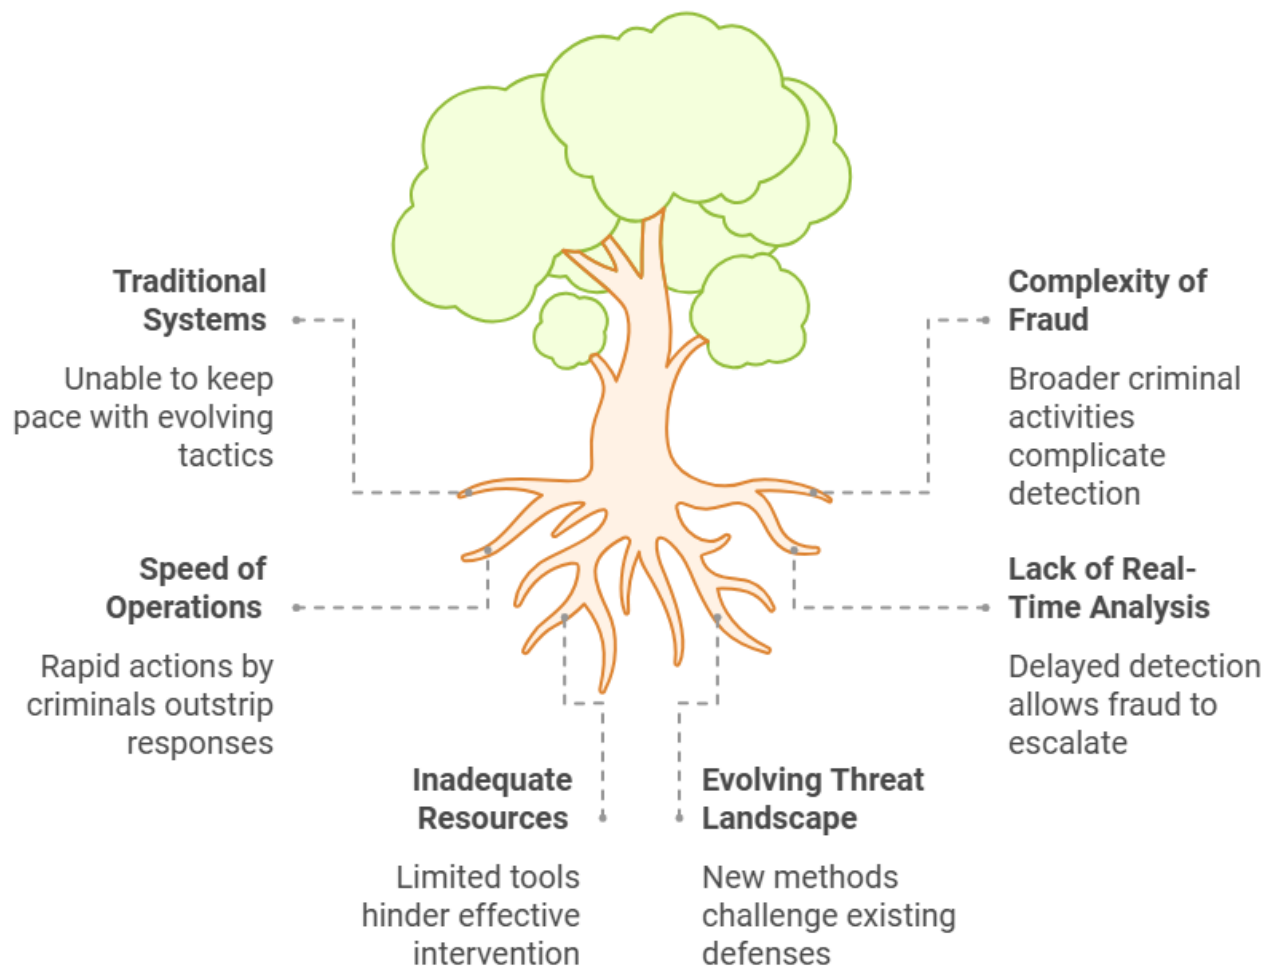 Traditional
Systems
Unable to keep
pace with evolving
tactics
Complexity of
Fraud
Broader criminal
activities
complicate
detection
Speed of
Operations
Rapid actions by
criminals outstrip
responses
Lack of Real-
Time Analysis
Delayed detection
allows fraud to
escalate
Inadequate
Resources
Limited tools
hinder effective
intervention
Evolving Threat
Landscape
New methods
challenge existing
defenses